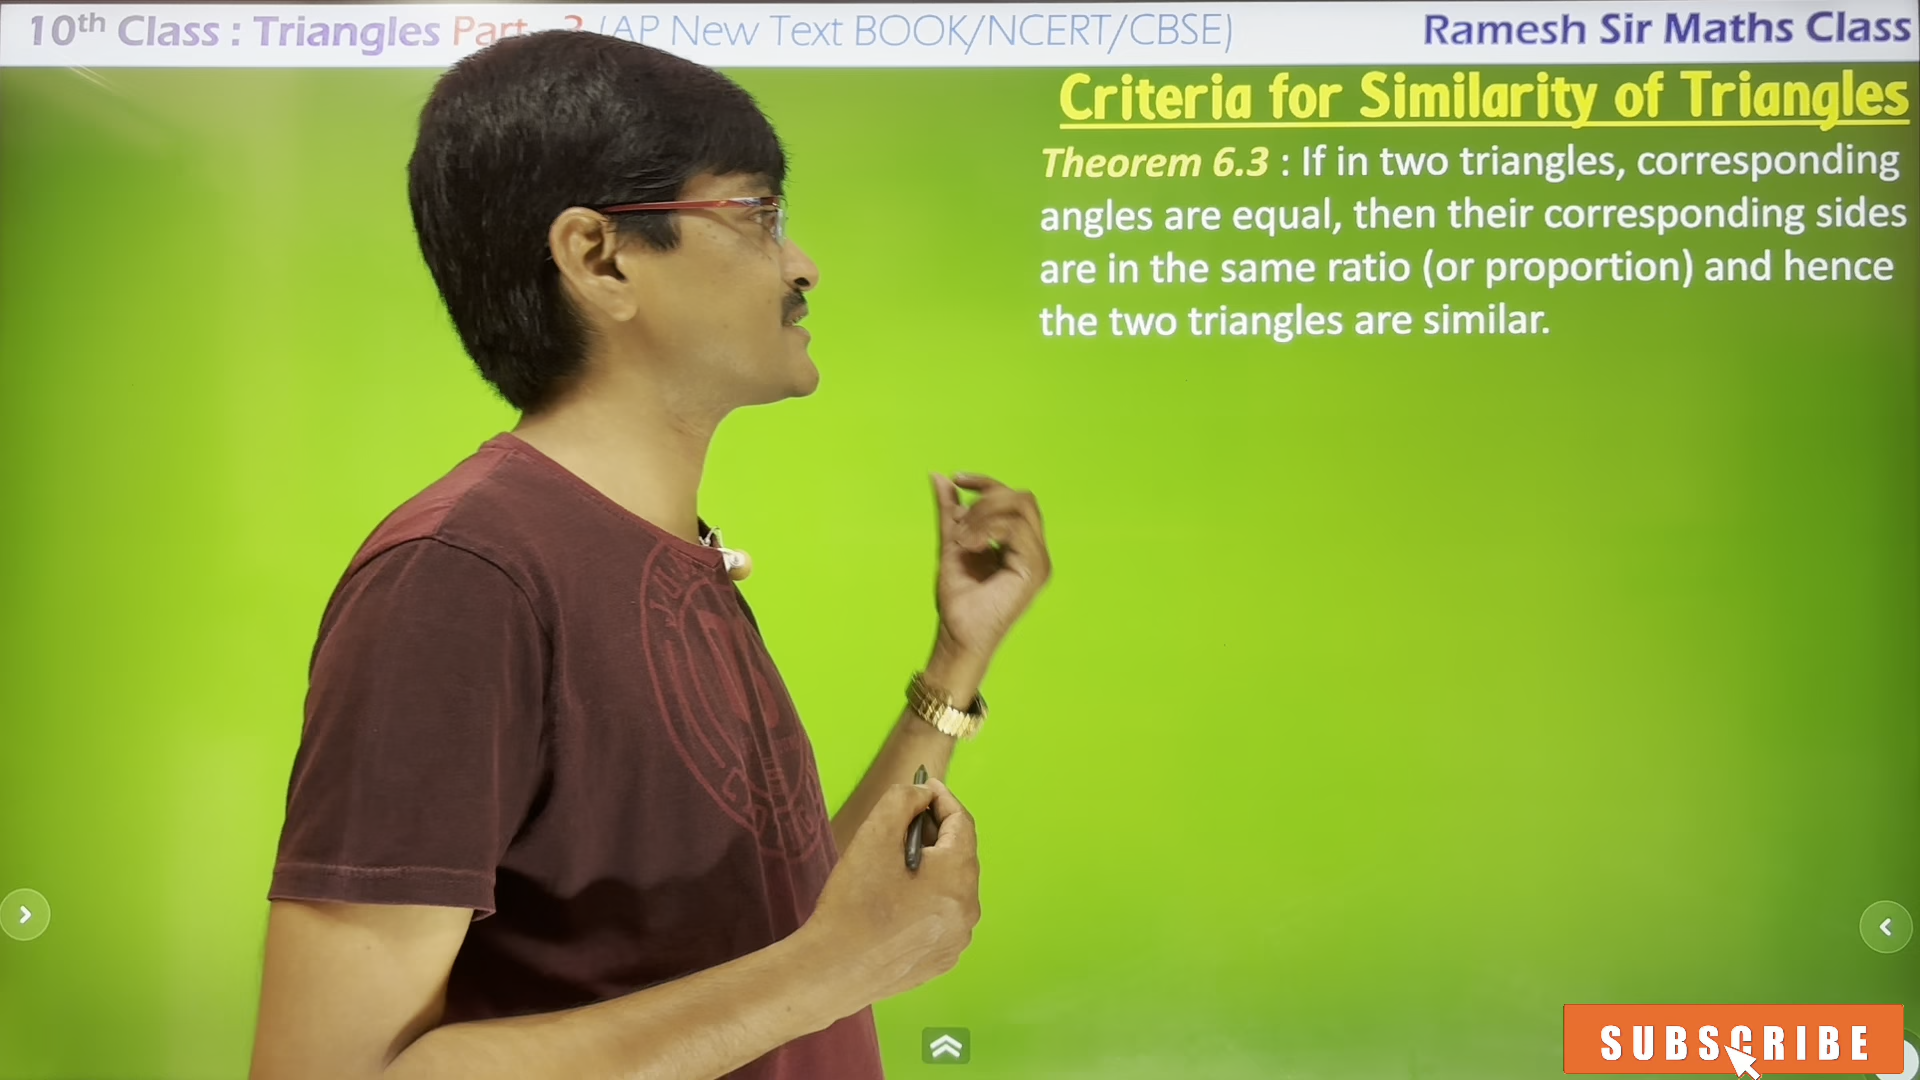 10th Class : Triangles Part - 3 (AP New Text BOOK/NCERT/CBSE)
Ramesh Sir Maths Class
Criteria for Similarity of Triangles
Theorem 6.3 : If in two triangles, corresponding
angles are equal, then their corresponding sides
are in the same ratio (or proportion) and hence
the two triangles are similar.
SUBSCRIBE